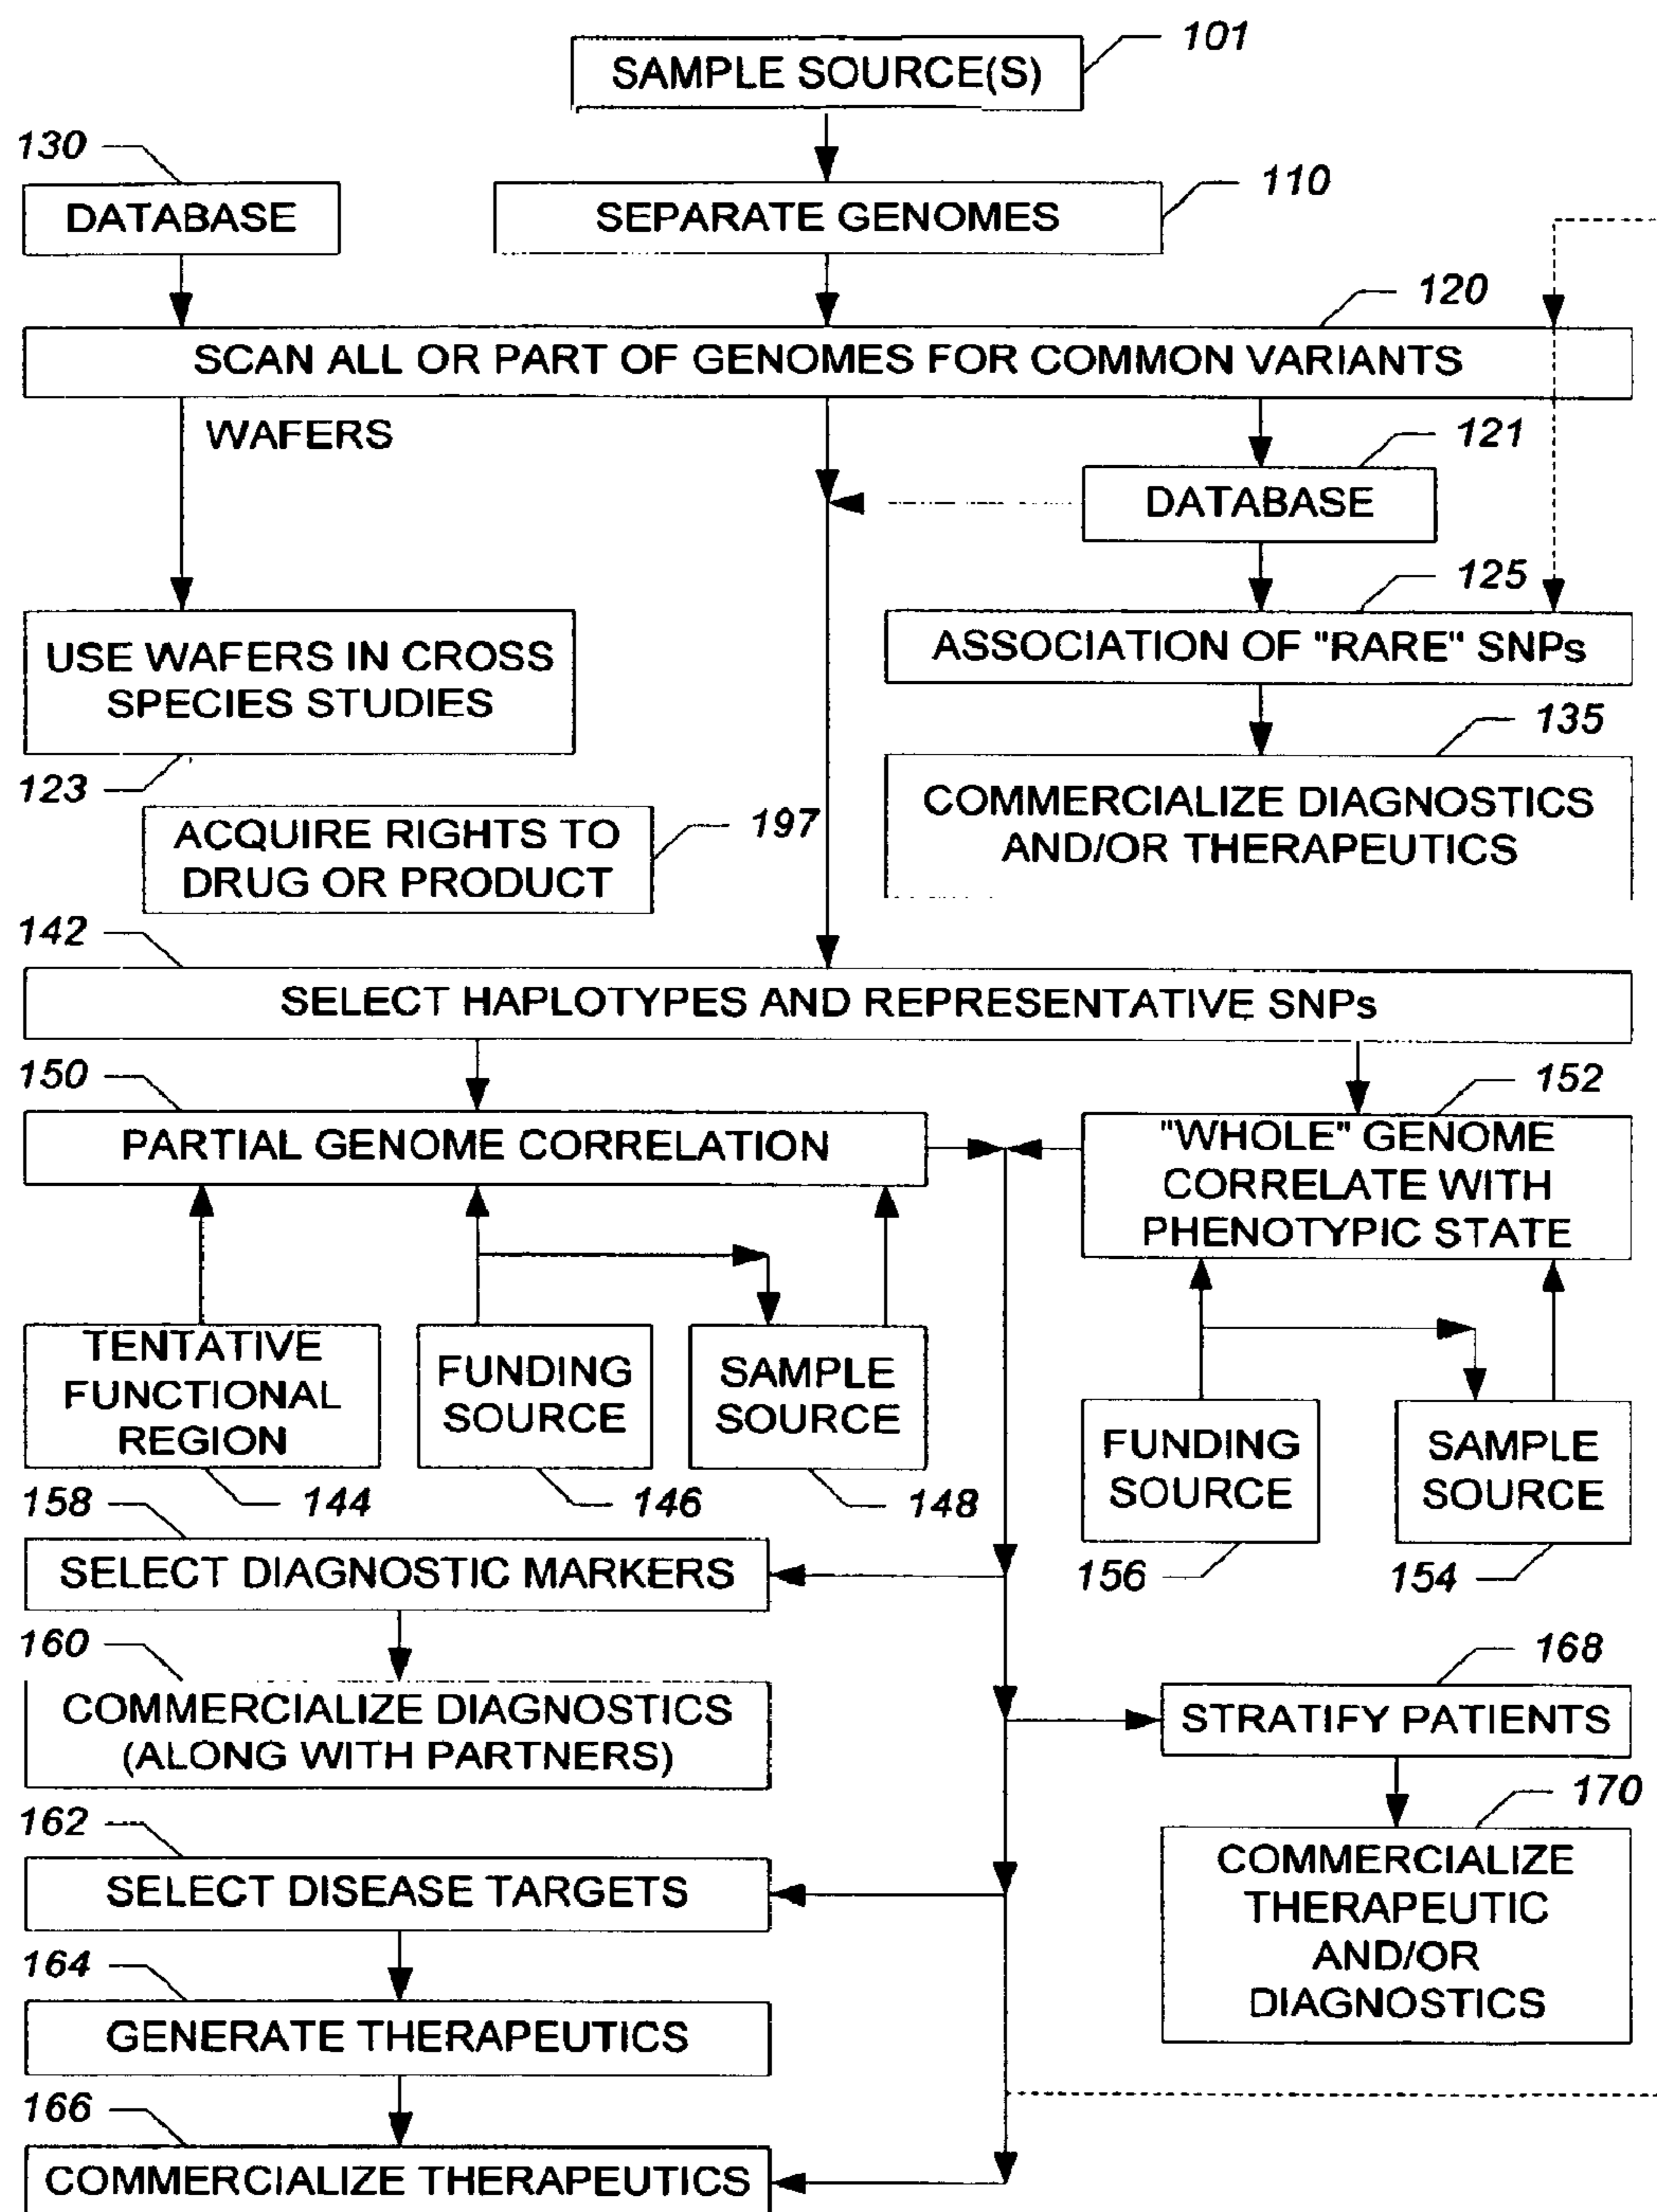 101
SAMPLE SOURCE(S)
130
DATABASE
110
SEPARATE GENOMES
120
SCAN ALL OR PART OF GENOMES FOR COMMON VARIANTS
WAFERS
121
DATABASE
125
ASSOCIATION OF "RARE" SNPs
USE WAFERS IN CROSS
SPECIES STUDIES
123
135
COMMERCIALIZE DIAGNOSTICS
AND/OR THERAPEUTICS
ACQUIRE RIGHTS TO
DRUG OR PRODUCT
197
142
SELECT HAPLOTYPES AND REPRESENTATIVE SNPs
150
PARTIAL GENOME CORRELATION
152
"WHOLE" GENOME
CORRELATE WITH
PHENOTYPIC STATE
TENTATIVE
FUNCTIONAL
REGION
144
FUNDING
SOURCE
146
SAMPLE
SOURCE
148
FUNDING
SOURCE
156
SAMPLE
SOURCE
154
158
SELECT DIAGNOSTIC MARKERS
160
COMMERCIALIZE DIAGNOSTICS
(ALONG WITH PARTNERS)
168
STRATIFY PATIENTS
170
COMMERCIALIZE
THERAPEUTIC
AND/OR
DIAGNOSTICS
162
SELECT DISEASE TARGETS
164
GENERATE THERAPEUTICS
166
COMMERCIALIZE THERAPEUTICS